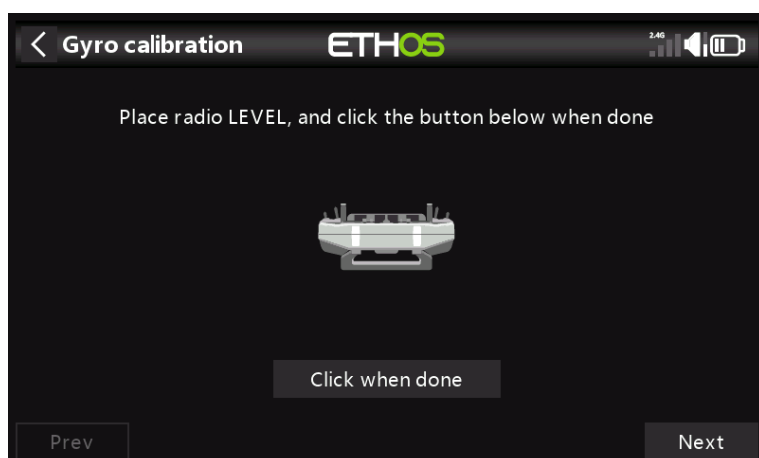 Gyro calibration
ETHOS
2.4G
Place radio LEVEL, and click the button below when done
Click when done
Prev
Next